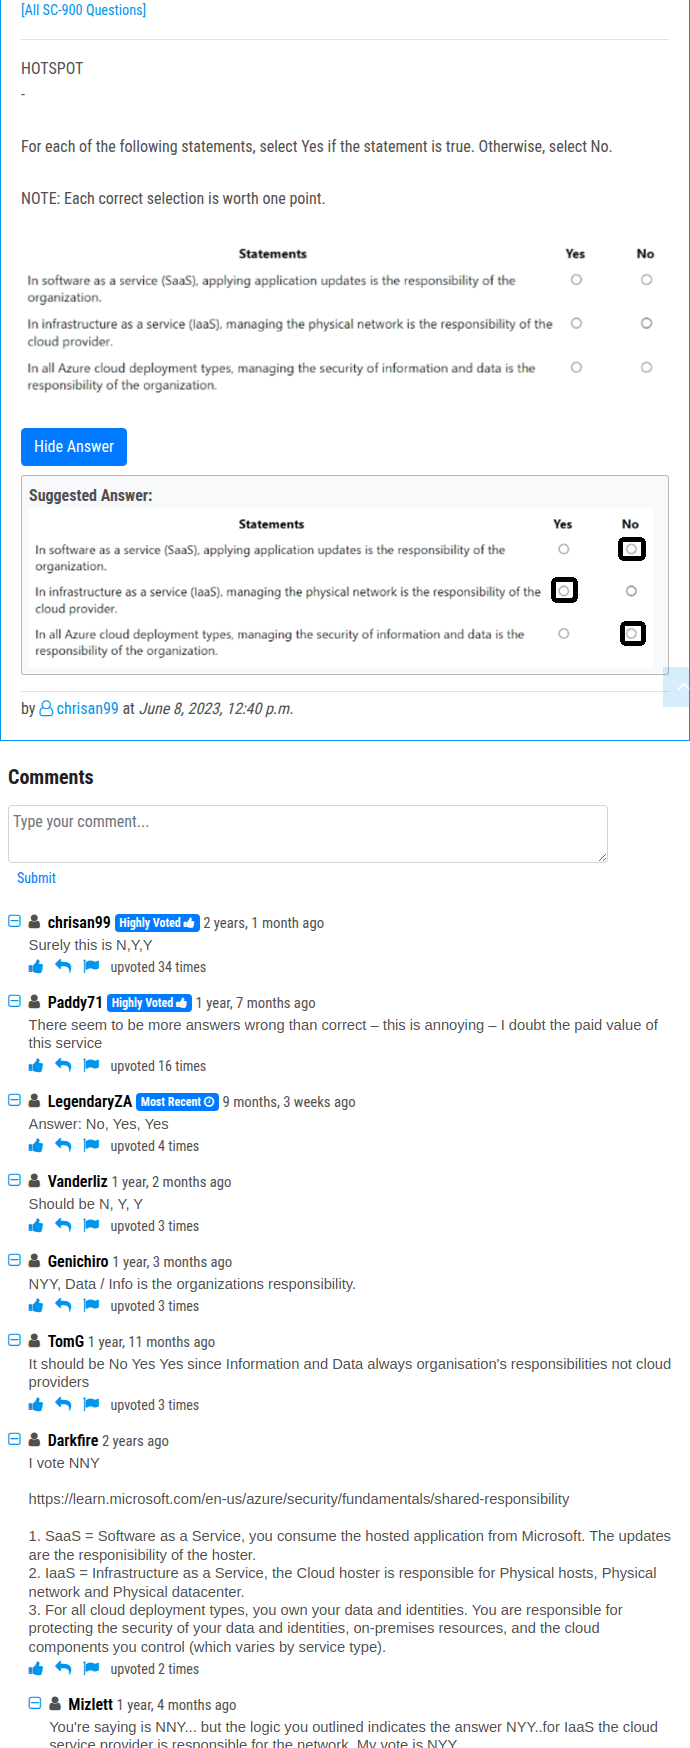 [All SC-900 Questions]
HOTSPOT
-
For each of the following statements, select Yes if the statement is true. Otherwise, select No.
NOTE: Each correct selection is worth one point.
Statements Yes No
In software as a service (SaaS), applying application updates is the responsibility of the
organization.
In infrastructure as a service (IaaS), managing the physical network is the responsibility of the
cloud provider.
In all Azure cloud deployment types, managing the security of information and data is the
responsibility of the organization.
Hide Answer
Suggested Answer:
Statements Yes No
In software as a service (SaaS), applying application updates is the responsibility of the
organization.
In infrastructure as a service (IaaS), managing the physical network is the responsibility of the
cloud provider.
In all Azure cloud deployment types, managing the security of information and data is the
responsibility of the organization.
by chrisan99 at June 8, 2023, 12:40 p.m.
Comments
Type your comment...
Submit
chrisan99 Highly Voted 2 years, 1 month ago
Surely this is N,Y,Y
upvoted 34 times
Paddy71 Highly Voted 1 year, 7 months ago
There seem to be more answers wrong than correct – this is annoying – I doubt the paid value of
this service
upvoted 16 times
LegendaryZA Most Recent 9 months, 3 weeks ago
Answer: No, Yes, Yes
upvoted 4 times
Vanderliz 1 year, 2 months ago
Should be N, Y, Y
upvoted 3 times
Genichiro 1 year, 3 months ago
NYY, Data / Info is the organizations responsibility.
upvoted 3 times
TomG 1 year, 11 months ago
It should be No Yes Yes since Information and Data always organisation's responsibilities not cloud
providers
upvoted 3 times
Darkfire 2 years ago
I vote NNY
https://learn.microsoft.com/en-us/azure/security/fundamentals/shared-responsibility
1. SaaS = Software as a Service, you consume the hosted application from Microsoft. The updates
are the responisibility of the hoster.
2. IaaS = Infrastructure as a Service, the Cloud hoster is responsible for Physical hosts, Physical
network and Physical datacenter.
3. For all cloud deployment types, you own your data and identities. You are responsible for
protecting the security of your data and identities, on-premises resources, and the cloud
components you control (which varies by service type).
upvoted 2 times
Mizlett 1 year, 4 months ago
You're saying is NNY... but the logic you outlined indicates the answer NYY..for IaaS the cloud
service provider is responsible for the network. My vote is NYY